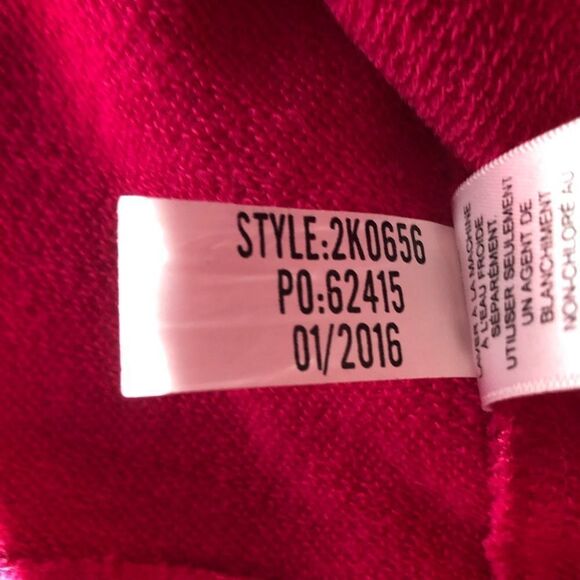 STYLE:2K0656
PO:62415
01/2016
LAVER À LA MACHINE
À L'EAU FROIDE
SÉPARÉMENT.
UTILISER SEULEMENT
UN AGENT DE
BLANCHIMENT
NON-CHLORÉ AU